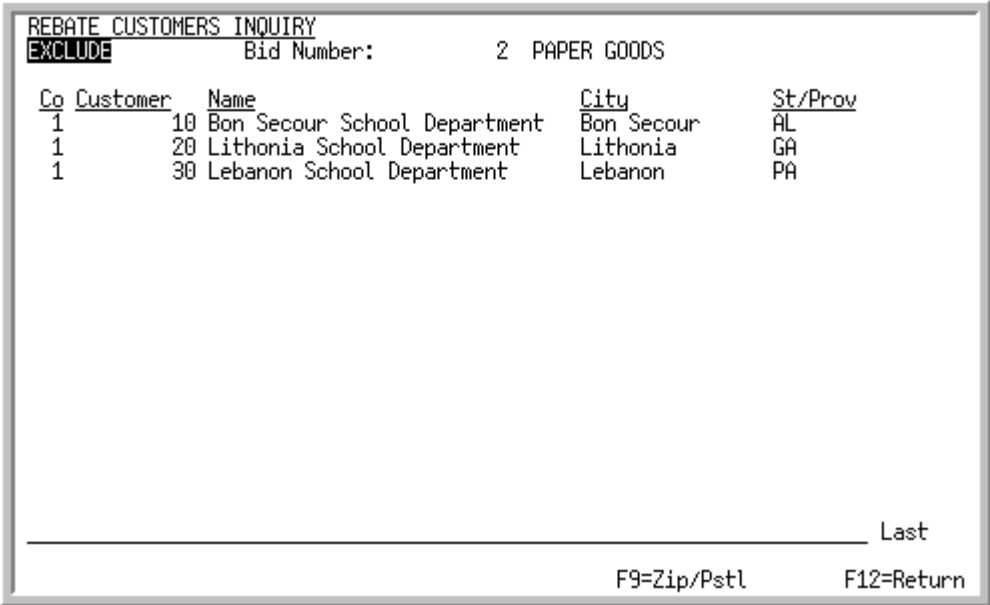 REBATE CUSTOMERS INQUIRY
EXCLUDE Bid Number: 2 PAPER GOODS
Co Customer Name City St/Prov
1 10 Bon Secour School Department Bon Secour AL
1 20 Lithonia School Department Lithonia GA
1 30 Lebanon School Department Lebanon PA
Last
F9=Zip/Pstl F12=Return